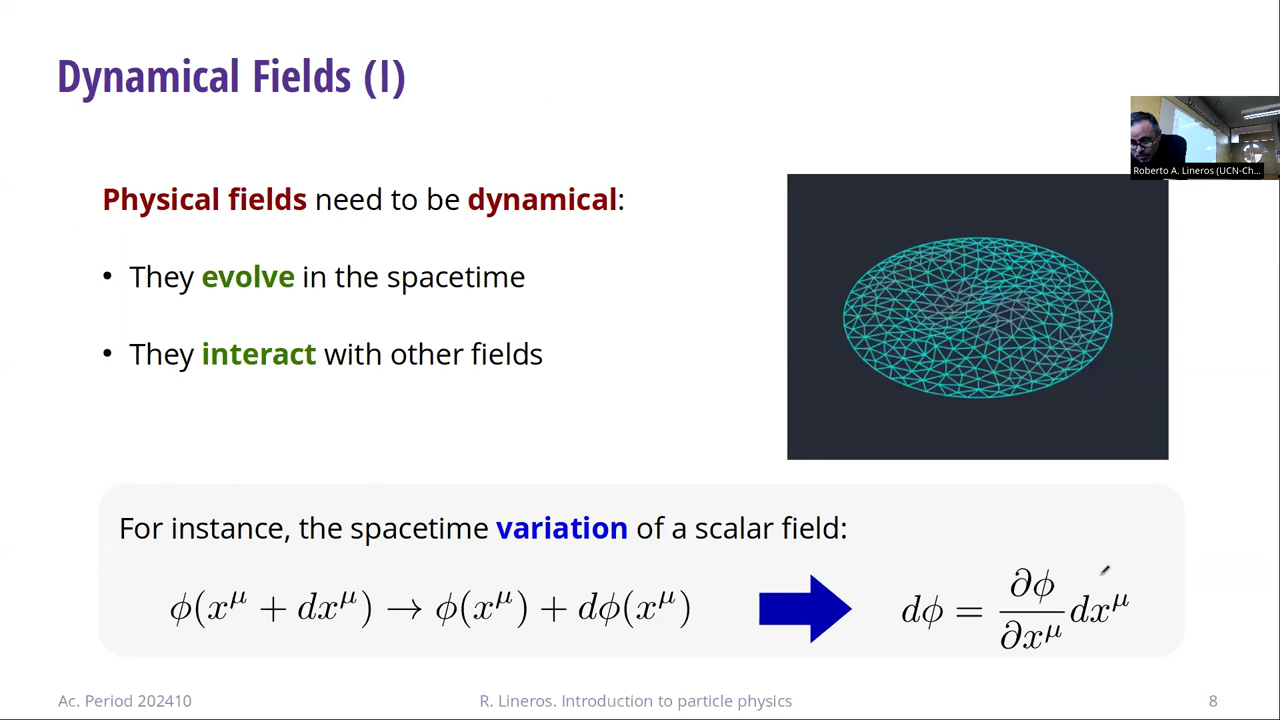 Dynamical Fields (I)
Roberto A. Lineros (UCN-Ch...
Physical fields need to be dynamical:
• They evolve in the spacetime
• They interact with other fields
For instance, the spacetime variation of a scalar field:
ϕ(x^μ + dx^μ) → ϕ(x^μ) + dϕ(x^μ) dϕ = ∂ϕ/∂x^μ dx^μ
Ac. Period 202410 R. Lineros. Introduction to particle physics 8